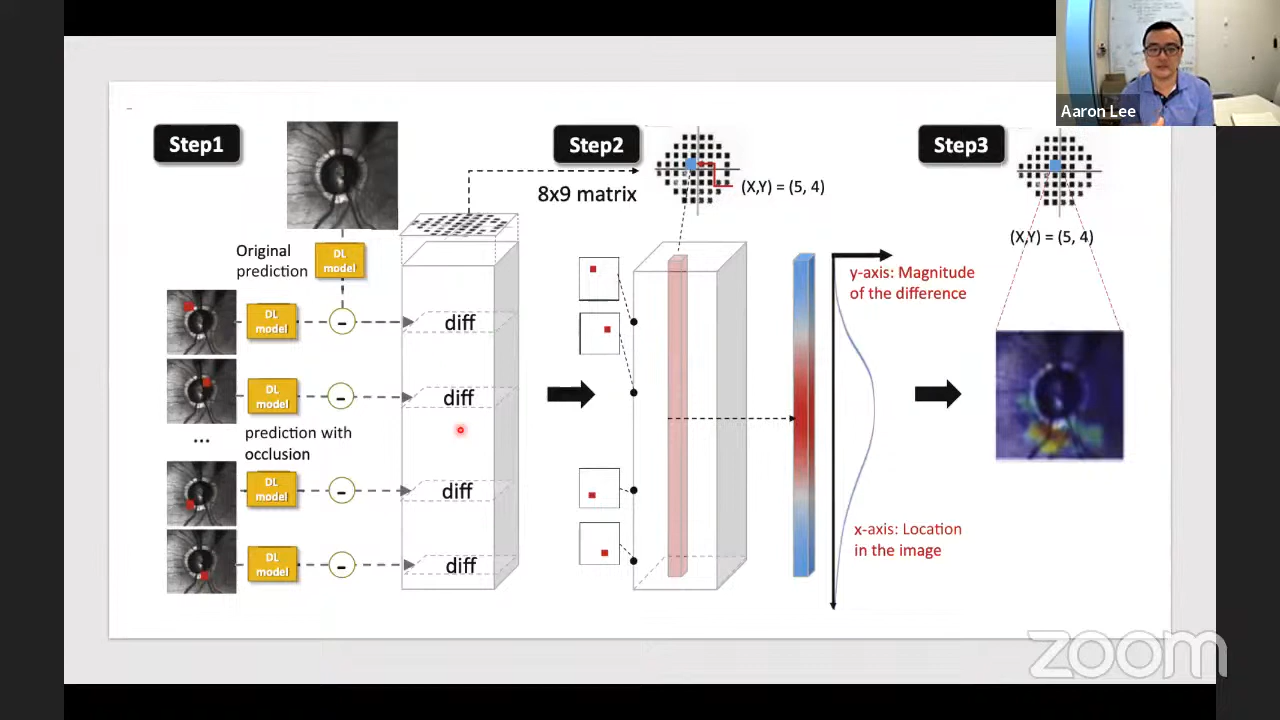 Aaron Lee
Step1
Step2
Step3
8x9 matrix
(X,Y) = (5, 4)
(X,Y) = (5, 4)
Original
prediction
DL
model
DL
model
-
diff
DL
model
-
diff
...
prediction with
occlusion
DL
model
-
diff
DL
model
-
diff
y-axis: Magnitude
of the difference
x-axis: Location
in the image
zoom